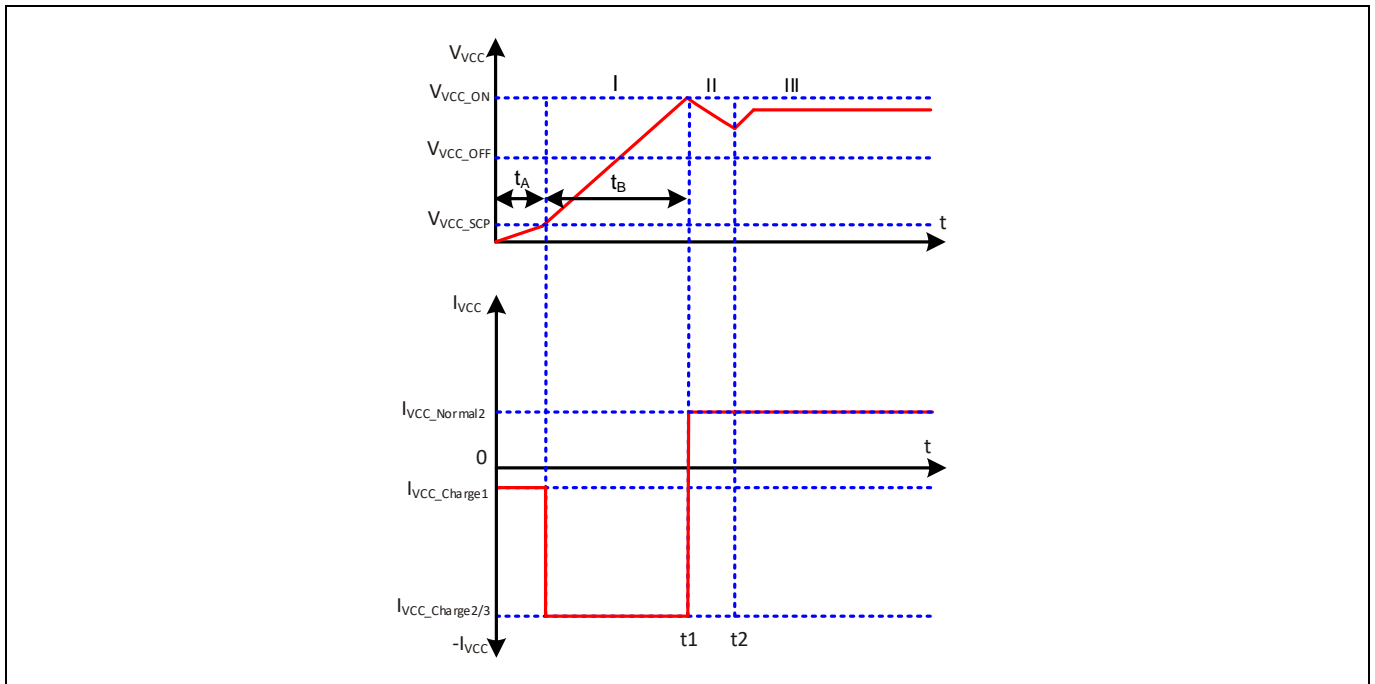 VVCC
I II III
VVCC_ON
VVCC_OFF
tA tB
VVCC_SCP
t
IVCC
IVCC_Normal2
t
0
IVCC_Charge1
IVCC_Charge2/3
t1 t2
-IVCC